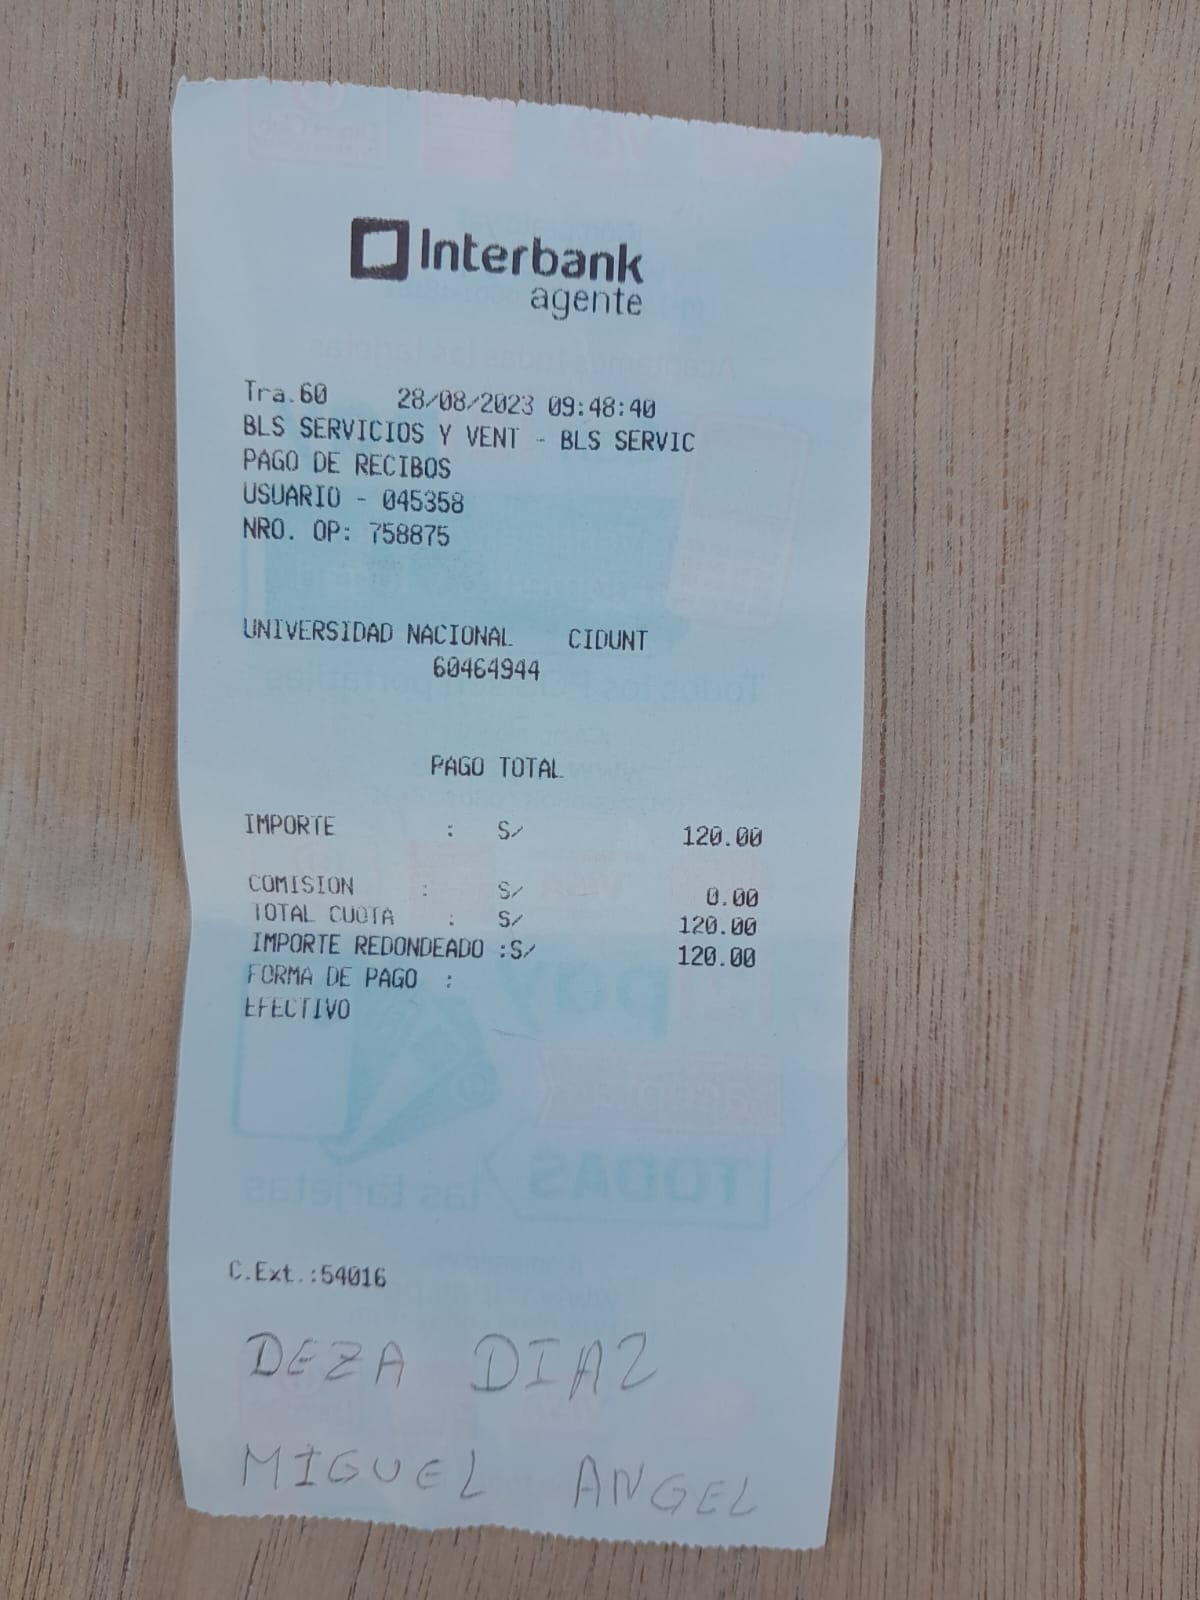 Interbank
agente
Tra.60 28/08/2023 09:48:40
BLS SERVICIOS Y VENT - BLS SERVIC
PAGO DE RECIBOS
USUARIO - 045358
NRO. OP: 758875
UNIVERSIDAD NACIONAL CIDUNT
60464944
PAGO TOTAL
IMPORTE : S/ 120.00
COMISION : S/ 0.00
TOTAL CUOTA : S/ 120.00
IMPORTE REDONDEADO :S/ 120.00
FORMA DE PAGO :
EFECTIVO
C.Ext.:54016
DEZA DIAZ
MIGUEL ANGEL